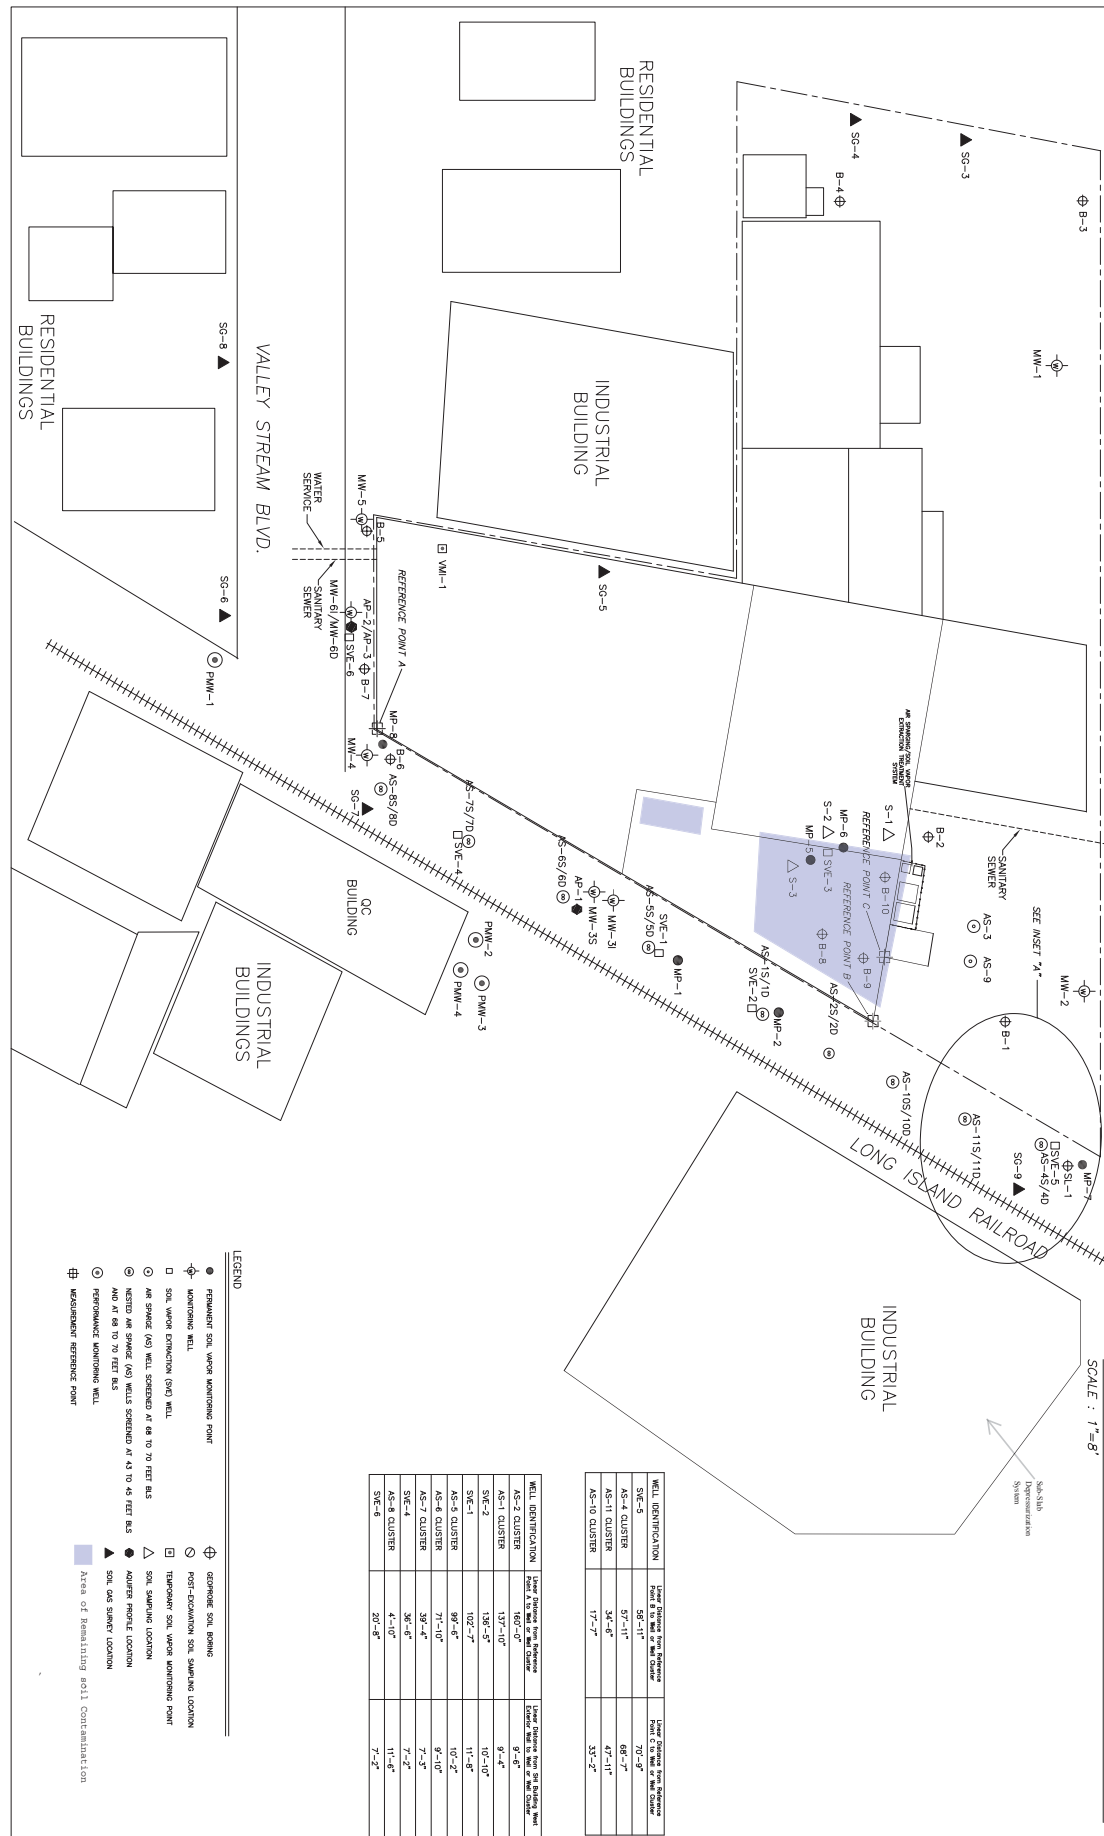 RESIDENTIAL
BUILDINGS
SG-4
SG-3
B-4
B-3
MW-1
RESIDENTIAL
BUILDINGS
SG-8
VALLEY STREAM BLVD.
INDUSTRIAL
BUILDING
WATER
SERVICE
SANITARY
SEWER
MW-5
B-5
VMI-1
SG-5
SG-6
PMW-1
MW-6I/MW-6D
AP-2/AP-3
SVE-6
B-7
REFERENCE POINT A
MP-8
B-6
MW-4
AS-8S/8D
SG-7
AS-7S/7D
SVE-4
AS-6S/6D
AP-1
MW-3S
MW-3I
AS-5S/5D
SVE-1
MP-1
AS-1S/1D
SVE-2
MP-2
AS-2S/2D
AIR SPARGING/SOIL VAPOR
EXTRACTION TREATMENT
SYSTEM
S-1
S-2
MP-6
MP-5
SVE-3
S-3
REFERENCE POINT C
REFERENCE POINT B
B-10
B-8
B-9
B-2
SANITARY
SEWER
AS-3
AS-9
SEE INSET "A"
MW-2
B-1
AS-10S/10D
AS-11S/11D
AS-4S/4D
SVE-5
SL-1
MP-7
SG-9
LONG ISLAND RAILROAD
QC
BUILDING
PMW-2
PMW-4
PMW-3
INDUSTRIAL
BUILDINGS
INDUSTRIAL
BUILDING
SCALE : 1"=8'
Sub-Slab
Depressurization
System
WELL IDENTIFICATION
Linear Distance from Reference
Point B to Well or Well Cluster
Linear Distance from Reference
Point C to Well or Well Cluster
SVE-5 58'-11" 70'-9"
AS-4 CLUSTER 57'-11" 68'-7"
AS-11 CLUSTER 34'-6" 47'-11"
AS-10 CLUSTER 17'-7" 33'-2"
WELL IDENTIFICATION
Linear Distance from Reference
Point A to Well or Well Cluster
Linear Distance from SHI Building West
Exterior Wall to Well or Well Cluster
AS-2 CLUSTER 160'-0" 9'-6"
AS-1 CLUSTER 137'-10" 9'-4"
SVE-2 136'-5" 10'-10"
SVE-1 102'-7" 11'-8"
AS-5 CLUSTER 99'-6" 10'-2"
AS-6 CLUSTER 71'-10" 9'-10"
AS-7 CLUSTER 39'-4" 7'-3"
SVE-4 36'-6" 7'-2"
AS-8 CLUSTER 4'-10" 11'-6"
SVE-6 20'-8" 7'-2"
LEGEND
PERMANENT SOIL VAPOR MONITORING POINT
MONITORING WELL
SOIL VAPOR EXTRACTION (SVE) WELL
AIR SPARGE (AS) WELL SCREENED AT 68 TO 70 FEET BLS
NESTED AIR SPARGE (AS) WELLS SCREENED AT 43 TO 45 FEET BLS
AND AT 68 TO 70 FEET BLS
PERFORMANCE MONITORING WELL
MEASUREMENT REFERENCE POINT
GEOPROBE SOIL BORING
POST-EXCAVATION SOIL SAMPLING LOCATION
TEMPORARY SOIL VAPOR MONITORING POINT
SOIL SAMPLING LOCATION
AQUIFER PROFILE LOCATION
SOIL GAS SURVEY LOCATION
Area of Remaining soil Contamination